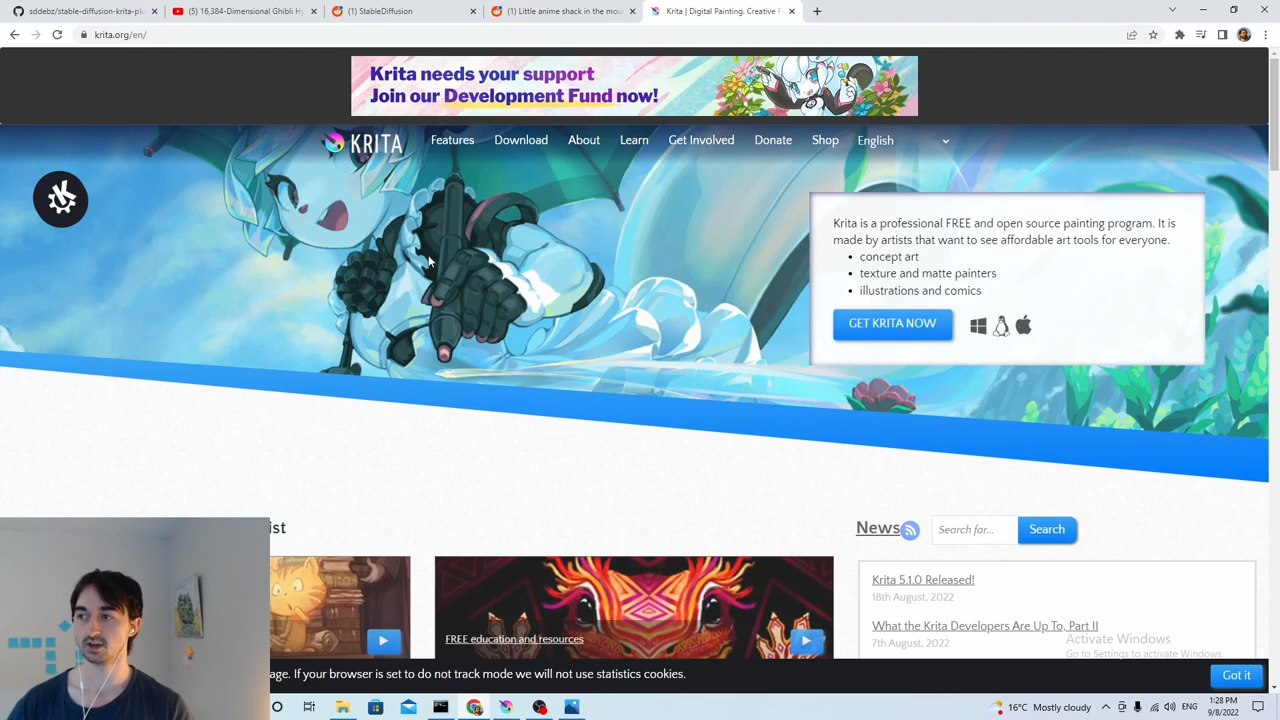 sddebz/stable-diffusion-krita-plu
(5) 16,384-Dimensional Ghibli Hy
(1) StableDiffusion
(1) Little anime shack in the mou
Krita | Digital Painting. Creative F
krita.org/en/
Krita needs your support
Join our Development Fund now!
KRITA
Features
Download
About
Learn
Get Involved
Donate
Shop
English
Krita is a professional FREE and open source painting program. It is
made by artists that want to see affordable art tools for everyone.
• concept art
• texture and matte painters
• illustrations and comics
GET KRITA NOW
ist
News
Search for...
Search
Krita 5.1.0 Released!
18th August, 2022
What the Krita Developers Are Up To, Part II
7th August, 2022
FREE education and resources
Activate Windows
Go to Settings to activate Windows.
age. If your browser is set to do not track mode we will not use statistics cookies.
Got it
16°C Mostly cloudy
ENG
1:28 PM
9/8/2022